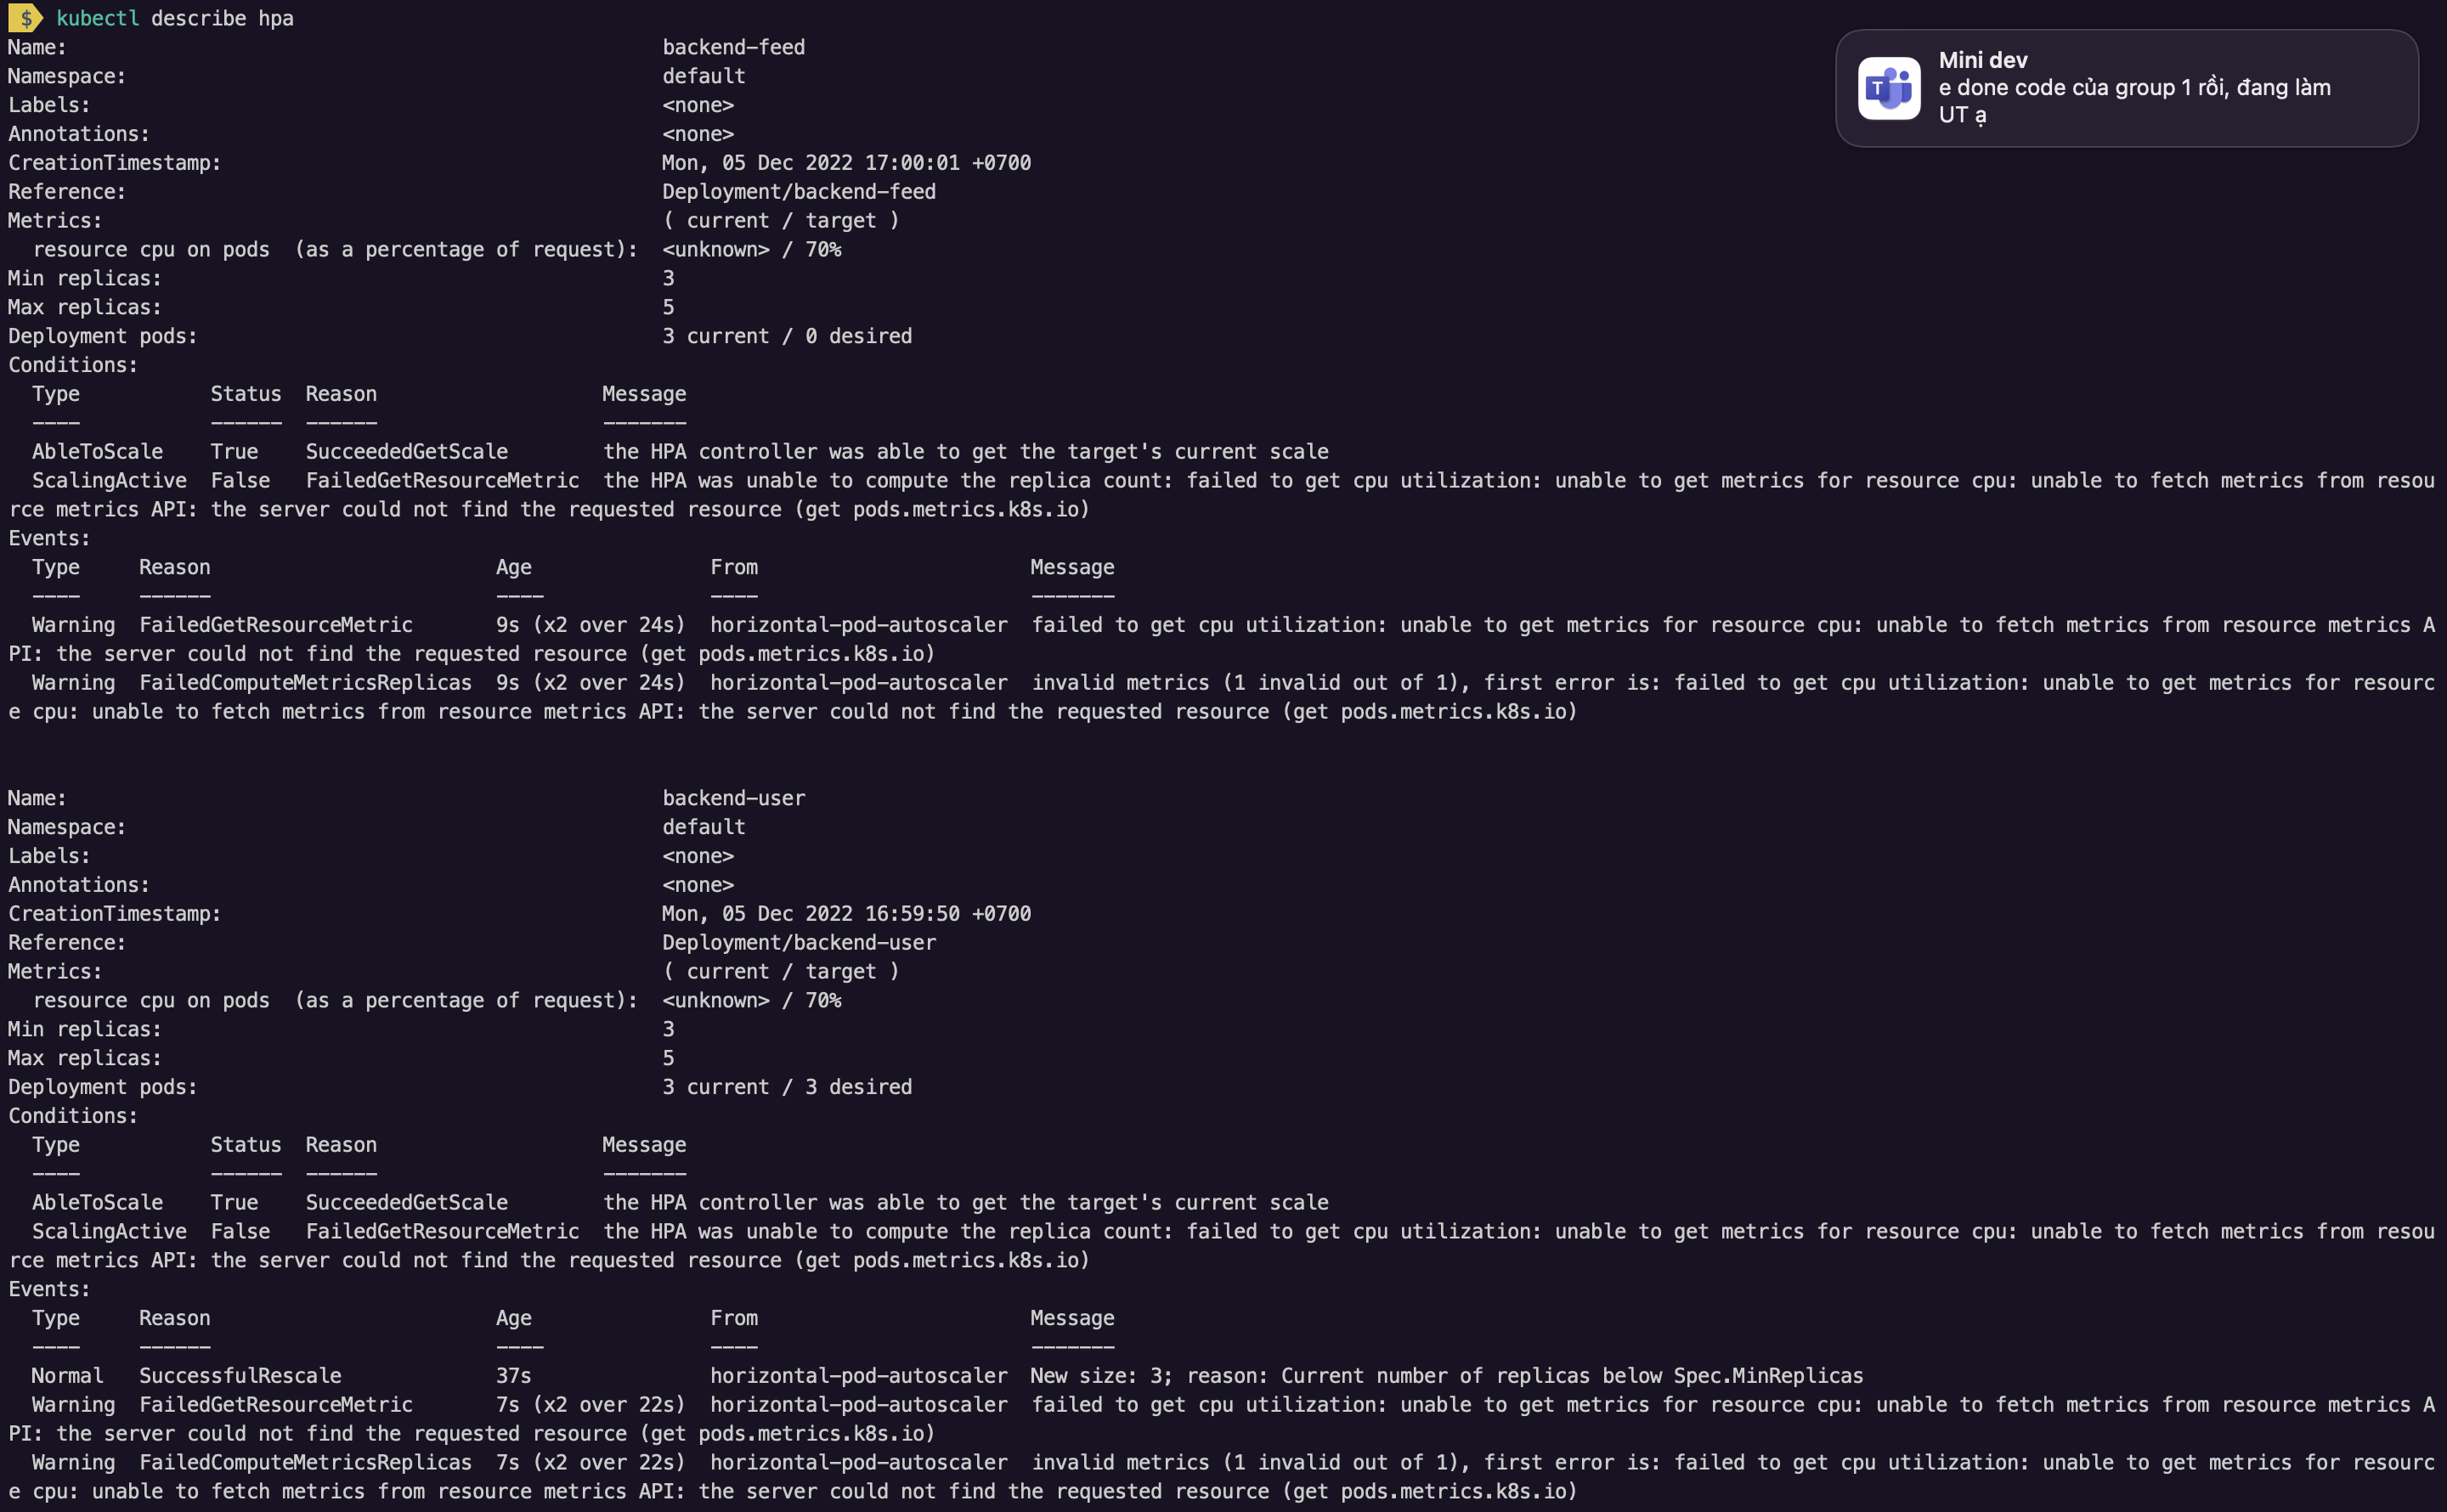 $ kubectl describe hpa
Name:                                                  backend-feed
Namespace:                                             default
Labels:                                                <none>
Annotations:                                           <none>
CreationTimestamp:                                     Mon, 05 Dec 2022 17:00:01 +0700
Reference:                                             Deployment/backend-feed
Metrics:                                               ( current / target )
  resource cpu on pods  (as a percentage of request):  <unknown> / 70%
Min replicas:                                          3
Max replicas:                                          5
Deployment pods:                                       3 current / 0 desired
Conditions:
  Type           Status  Reason                   Message
  ----           ------  ------                   -------
  AbleToScale    True    SucceededGetScale        the HPA controller was able to get the target's current scale
  ScalingActive  False   FailedGetResourceMetric  the HPA was unable to compute the replica count: failed to get cpu utilization: unable to get metrics for resource cpu: unable to fetch metrics from resou
rce metrics API: the server could not find the requested resource (get pods.metrics.k8s.io)
Events:
  Type     Reason                        Age               From                       Message
  ----     ------                        ----              ----                       -------
  Warning  FailedGetResourceMetric       9s (x2 over 24s)  horizontal-pod-autoscaler  failed to get cpu utilization: unable to get metrics for resource cpu: unable to fetch metrics from resource metrics A
PI: the server could not find the requested resource (get pods.metrics.k8s.io)
  Warning  FailedComputeMetricsReplicas  9s (x2 over 24s)  horizontal-pod-autoscaler  invalid metrics (1 invalid out of 1), first error is: failed to get cpu utilization: unable to get metrics for resourc
e cpu: unable to fetch metrics from resource metrics API: the server could not find the requested resource (get pods.metrics.k8s.io)
Name:                                                  backend-user
Namespace:                                             default
Labels:                                                <none>
Annotations:                                           <none>
CreationTimestamp:                                     Mon, 05 Dec 2022 16:59:50 +0700
Reference:                                             Deployment/backend-user
Metrics:                                               ( current / target )
  resource cpu on pods  (as a percentage of request):  <unknown> / 70%
Min replicas:                                          3
Max replicas:                                          5
Deployment pods:                                       3 current / 3 desired
Conditions:
  Type           Status  Reason                   Message
  ----           ------  ------                   -------
  AbleToScale    True    SucceededGetScale        the HPA controller was able to get the target's current scale
  ScalingActive  False   FailedGetResourceMetric  the HPA was unable to compute the replica count: failed to get cpu utilization: unable to get metrics for resource cpu: unable to fetch metrics from resou
rce metrics API: the server could not find the requested resource (get pods.metrics.k8s.io)
Events:
  Type     Reason                        Age               From                       Message
  ----     ------                        ----              ----                       -------
  Normal   SuccessfulRescale             37s               horizontal-pod-autoscaler  New size: 3; reason: Current number of replicas below Spec.MinReplicas
  Warning  FailedGetResourceMetric       7s (x2 over 22s)  horizontal-pod-autoscaler  failed to get cpu utilization: unable to get metrics for resource cpu: unable to fetch metrics from resource metrics A
PI: the server could not find the requested resource (get pods.metrics.k8s.io)
  Warning  FailedComputeMetricsReplicas  7s (x2 over 22s)  horizontal-pod-autoscaler  invalid metrics (1 invalid out of 1), first error is: failed to get cpu utilization: unable to get metrics for resourc
e cpu: unable to fetch metrics from resource metrics API: the server could not find the requested resource (get pods.metrics.k8s.io)
T
Mini dev
e done code của group 1 rồi, đang làm
UT ạ